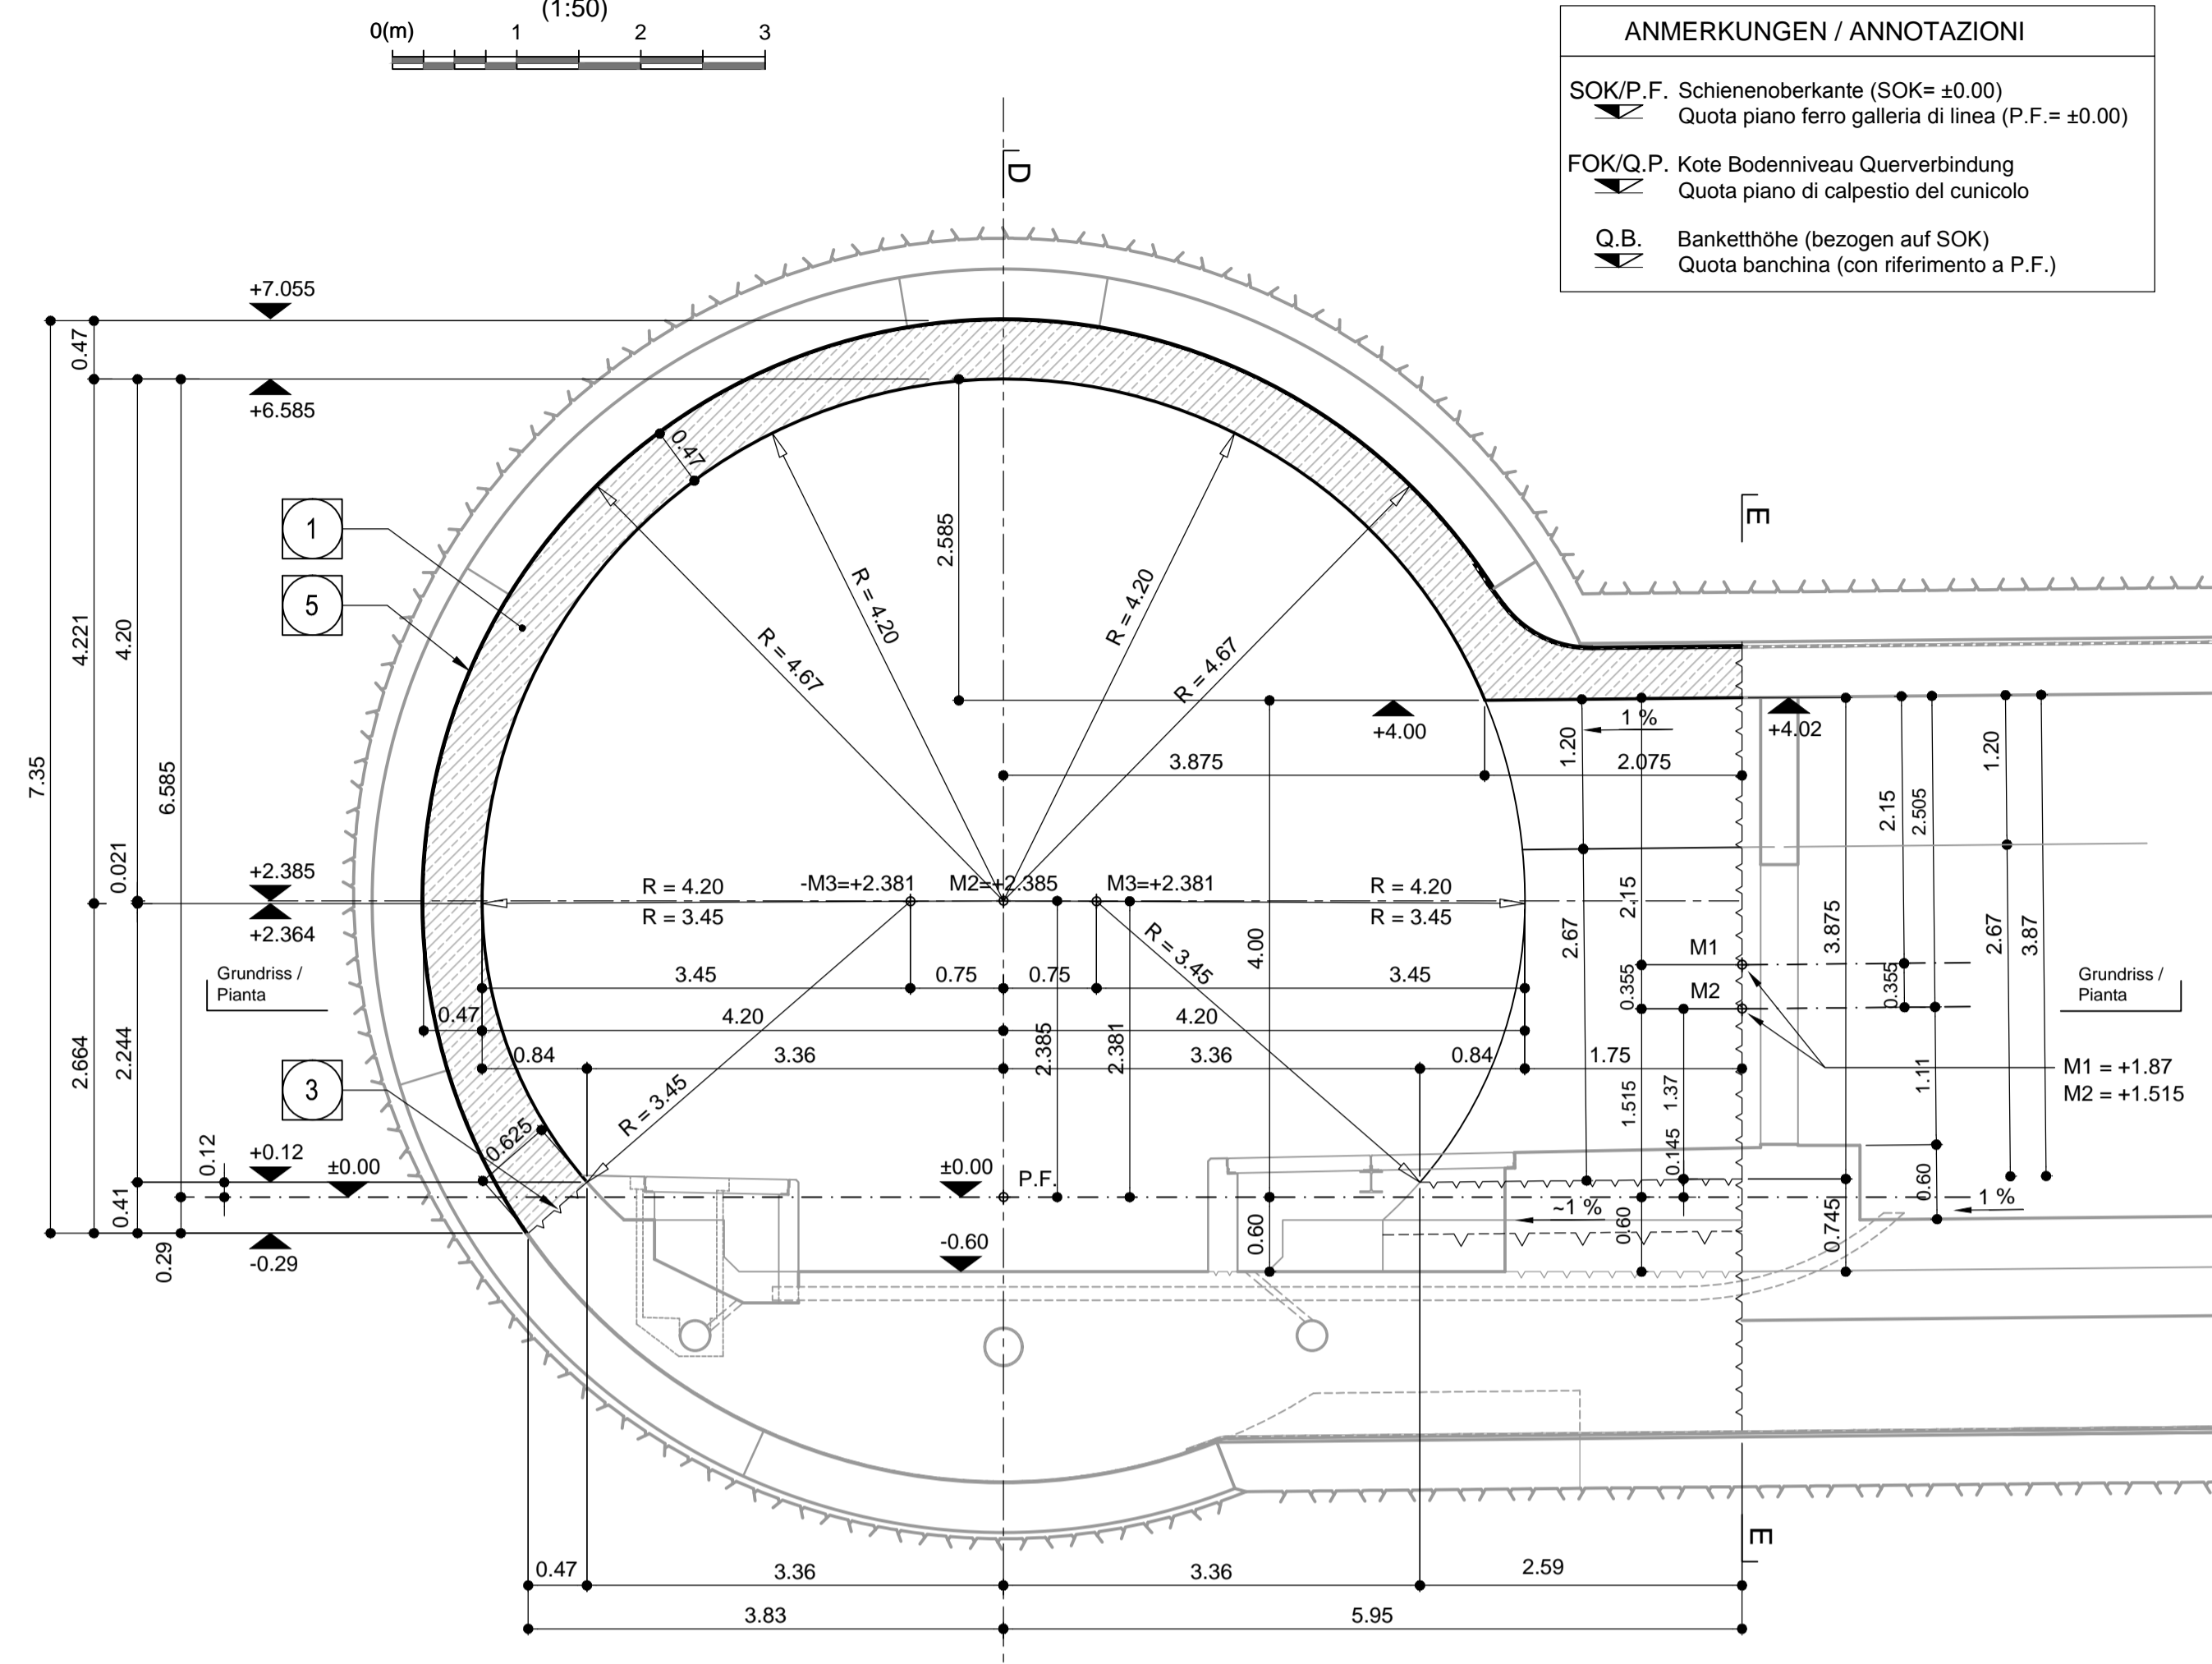 (1:50)
0(m) 1 2 3
ANMERKUNGEN / ANNOTAZIONI
SOK/P.F. Schienenoberkante (SOK= ±0.00)
Quota piano ferro galleria di linea (P.F.= ±0.00)
FOK/Q.P. Kote Bodenniveau Querverbindung
Quota piano di calpestio del cunicolo
Q.B. Banketthöhe (bezogen auf SOK)
Quota banchina (con riferimento a P.F.)
D
+7.055
0.47
+6.585
0.47
1
5
2.585
R = 4.20
R = 4.20
R = 4.67
R = 4.67
E
4.221
4.20
7.35
6.585
+4.00
1 %
+4.02
1.20
3.875
2.075
1.20
2.15
2.505
0.021
+2.385
+2.364
R = 4.20
R = 3.45
-M3=+2.381
M2=+2.385
M3=+2.381
R = 4.20
R = 3.45
2.15
2.67
4.00
3.875
2.67
3.87
Grundriss /
Pianta
R = 3.45
M1
M2
0.355
0.355
Grundriss /
Pianta
3.45
0.75
0.75
3.45
0.47
4.20
4.20
0.84
3.36
2.385
2.381
3.36
0.84
1.75
M1 = +1.87
M2 = +1.515
2.664
2.244
3
R = 3.45
0.625
1.515
1.37
1.11
0.145
0.12
+0.12
±0.00
±0.00
P.F.
0.41
0.29
-0.29
-0.60
0.60
~1 %
0.60
0.745
0.60
1 %
E
0.47
3.36
3.36
2.59
3.83
5.95